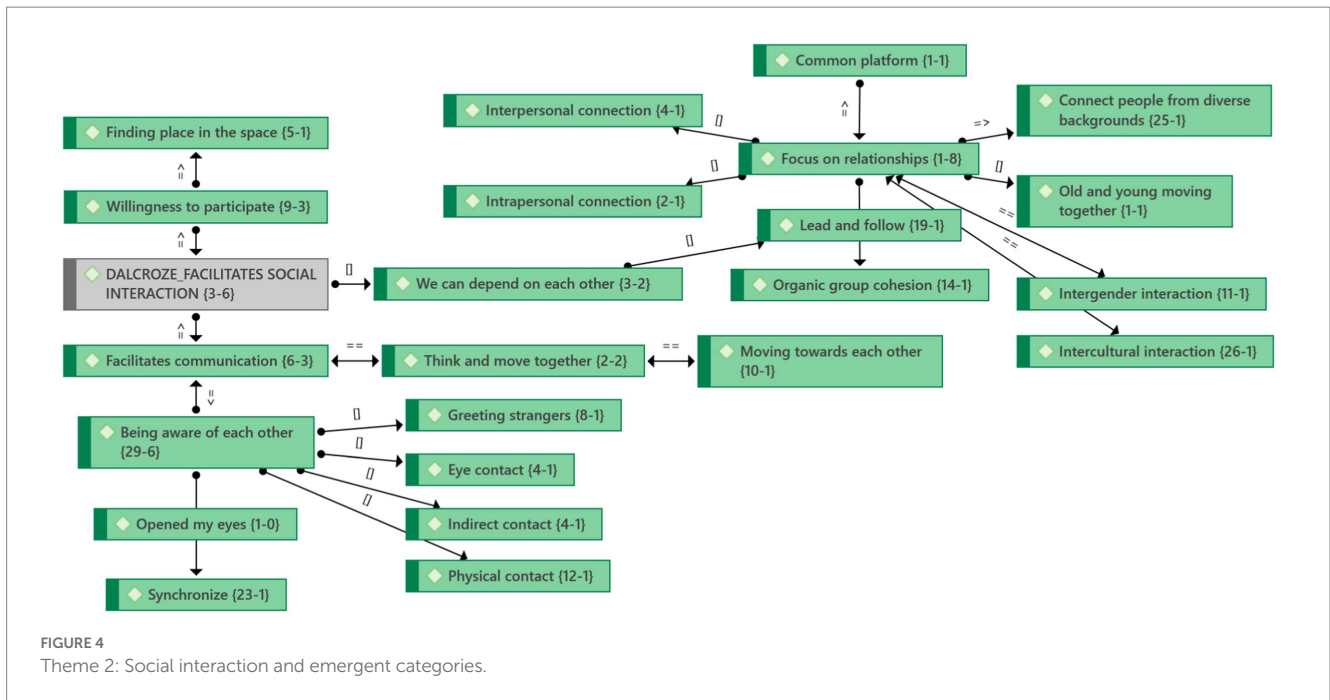 Common platform {1-1}
Interpersonal connection {4-1}
[]
=>
=>
Connect people from diverse
backgrounds {25-1}
Finding place in the space {5-1}
=>
Focus on relationships {1-8}
[]
[]
Intrapersonal connection {2-1}
Old and young moving
together {1-1}
Willingness to participate {9-3}
=>
Lead and follow {19-1}
==
==
[]
DALCROZE_FACILITATES SOCIAL
INTERACTION {3-6}
[]
We can depend on each other {3-2}
Organic group cohesion {14-1}
Intergender interaction {11-1}
=>
Facilitates communication {6-3}
==
Think and move together {2-2}
==
Moving towards each other
{10-1}
Intercultural interaction {26-1}
=>
Being aware of each other
{29-6}
[]
Greeting strangers {8-1}
[]
Eye contact {4-1}
[]
[]
Opened my eyes {1-0}
Indirect contact {4-1}
Physical contact {12-1}
Synchronize {23-1}
FIGURE 4
Theme 2: Social interaction and emergent categories.